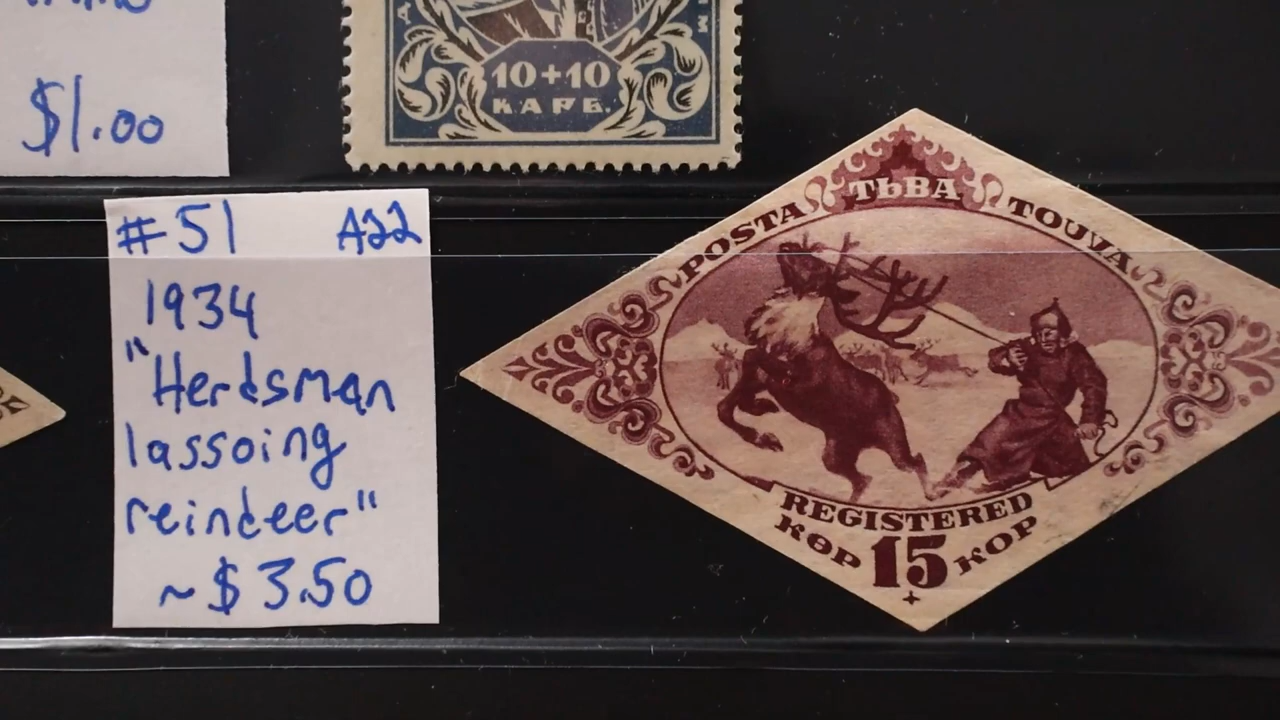 $1.00
10+10
КАРБ.
#51 A22
1934
"Herdsman
lassoing
reindeer"
~$3.50
POSTA ТЬВА TOUVA
REGISTERED
КӨР 15 KOP